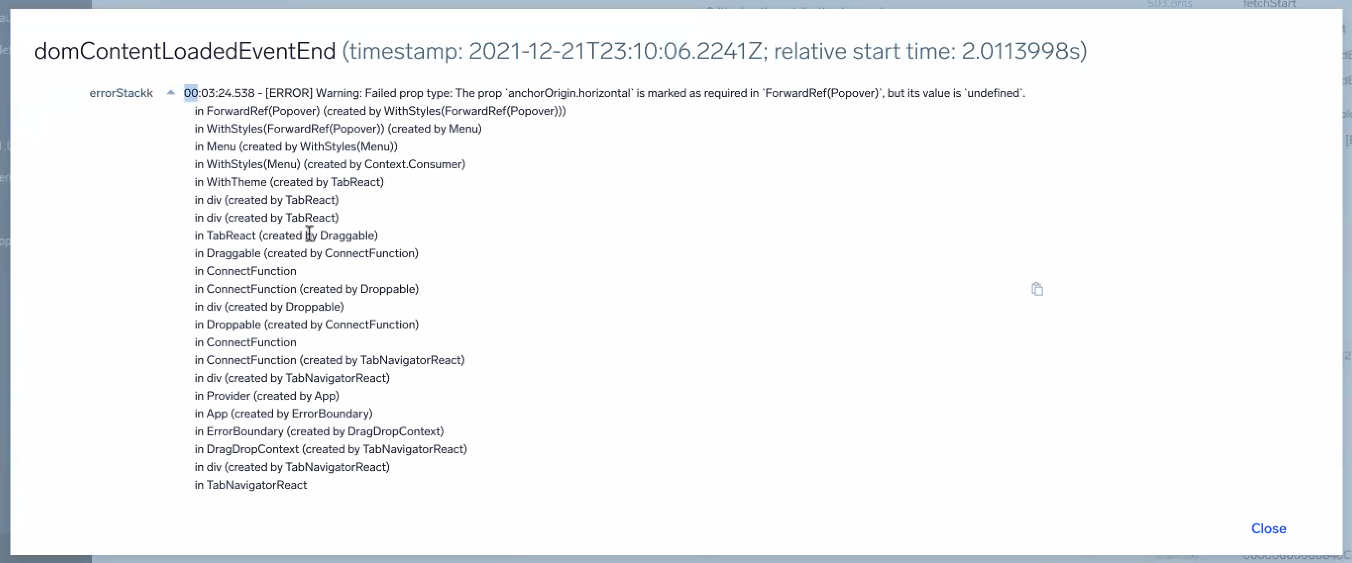 503.8ms fetchStart
domContentLoadedEventEnd (timestamp: 2021-12-21T23:10:06.2241Z; relative start time: 2.0113998s)
errorStackk 00:03:24.538 - [ERROR] Warning: Failed prop type: The prop `anchorOrigin.horizontal` is marked as required in `ForwardRef(Popover)`, but its value is `undefined`.
in ForwardRef(Popover) (created by WithStyles(ForwardRef(Popover)))
in WithStyles(ForwardRef(Popover)) (created by Menu)
in Menu (created by WithStyles(Menu))
in WithStyles(Menu) (created by Context.Consumer)
in WithTheme (created by TabReact)
in div (created by TabReact)
in div (created by TabReact)
in TabReact (created by Draggable)
in Draggable (created by ConnectFunction)
in ConnectFunction
in ConnectFunction (created by Droppable)
in div (created by Droppable)
in Droppable (created by ConnectFunction)
in ConnectFunction
in ConnectFunction (created by TabNavigatorReact)
in div (created by TabNavigatorReact)
in Provider (created by App)
in App (created by ErrorBoundary)
in ErrorBoundary (created by DragDropContext)
in DragDropContext (created by TabNavigatorReact)
in div (created by TabNavigatorReact)
in TabNavigatorReact
Close